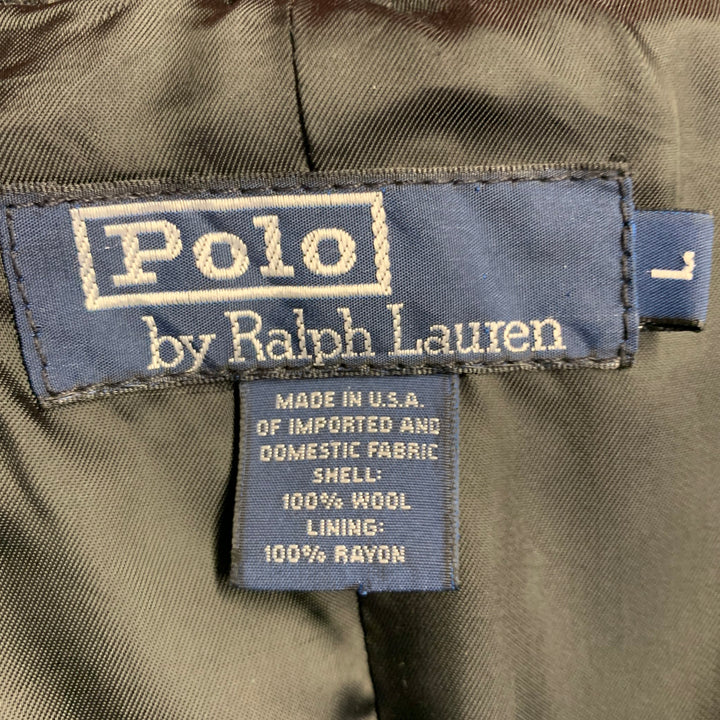 Polo
by Ralph Lauren
L
MADE IN U.S.A.
OF IMPORTED AND
DOMESTIC FABRIC
SHELL:
100% WOOL
LINING:
100% RAYON